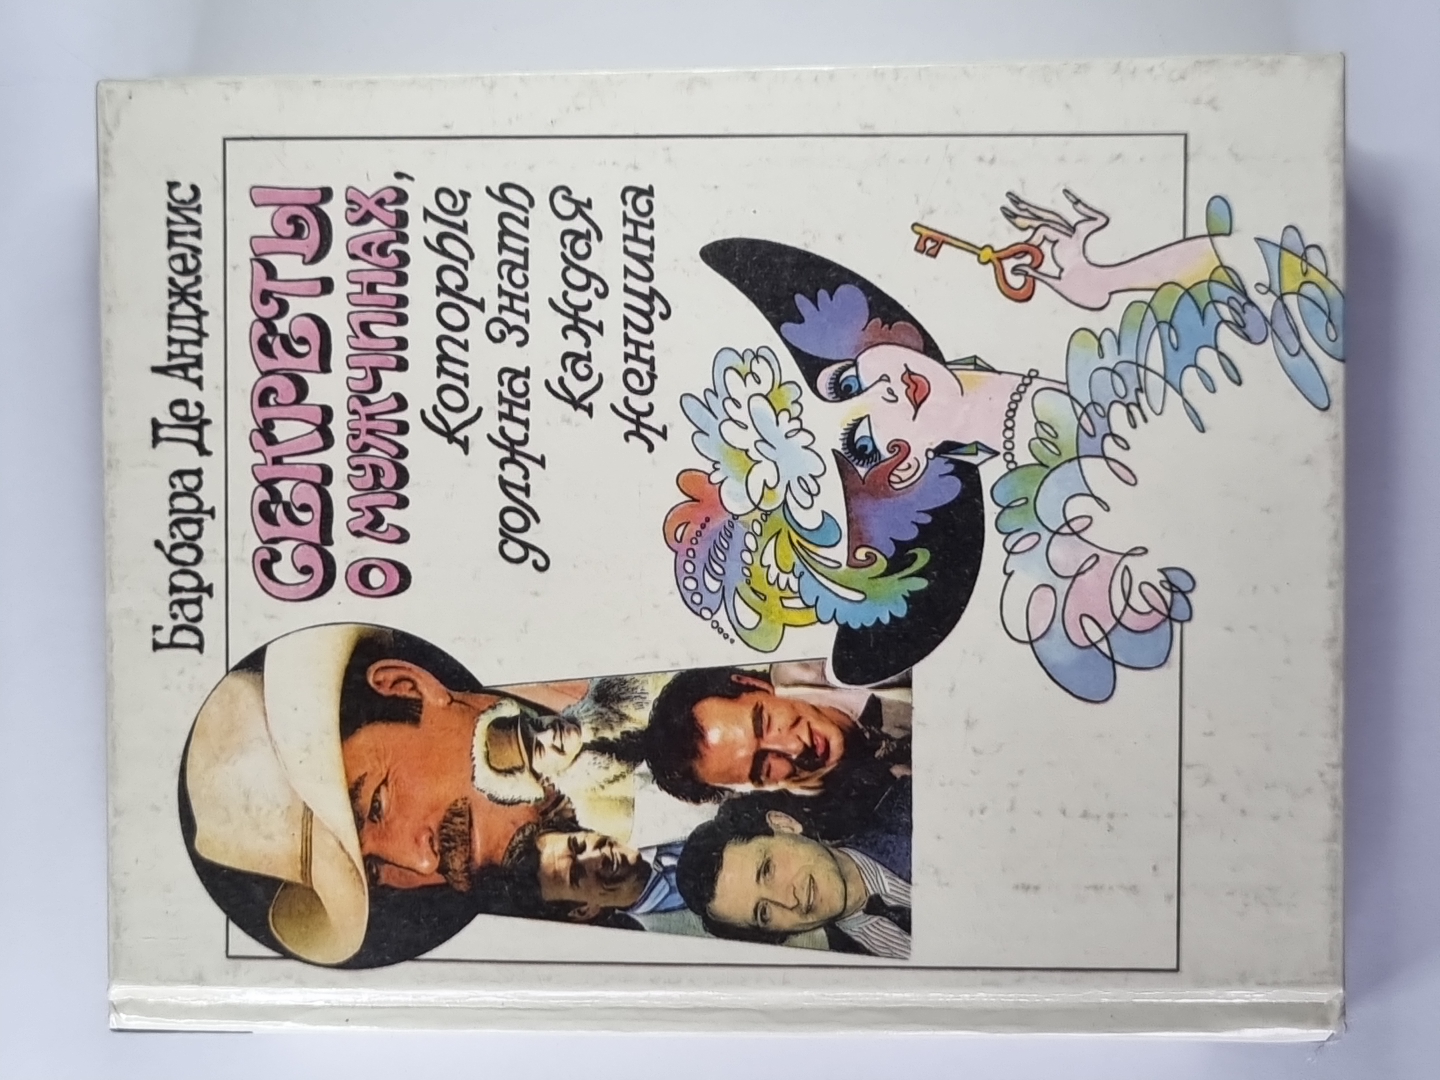 Барбара Де Анджелис
СЕКРЕТЫ
О МУЖЧИНАХ,
которые
должна знать
каждая
женщина